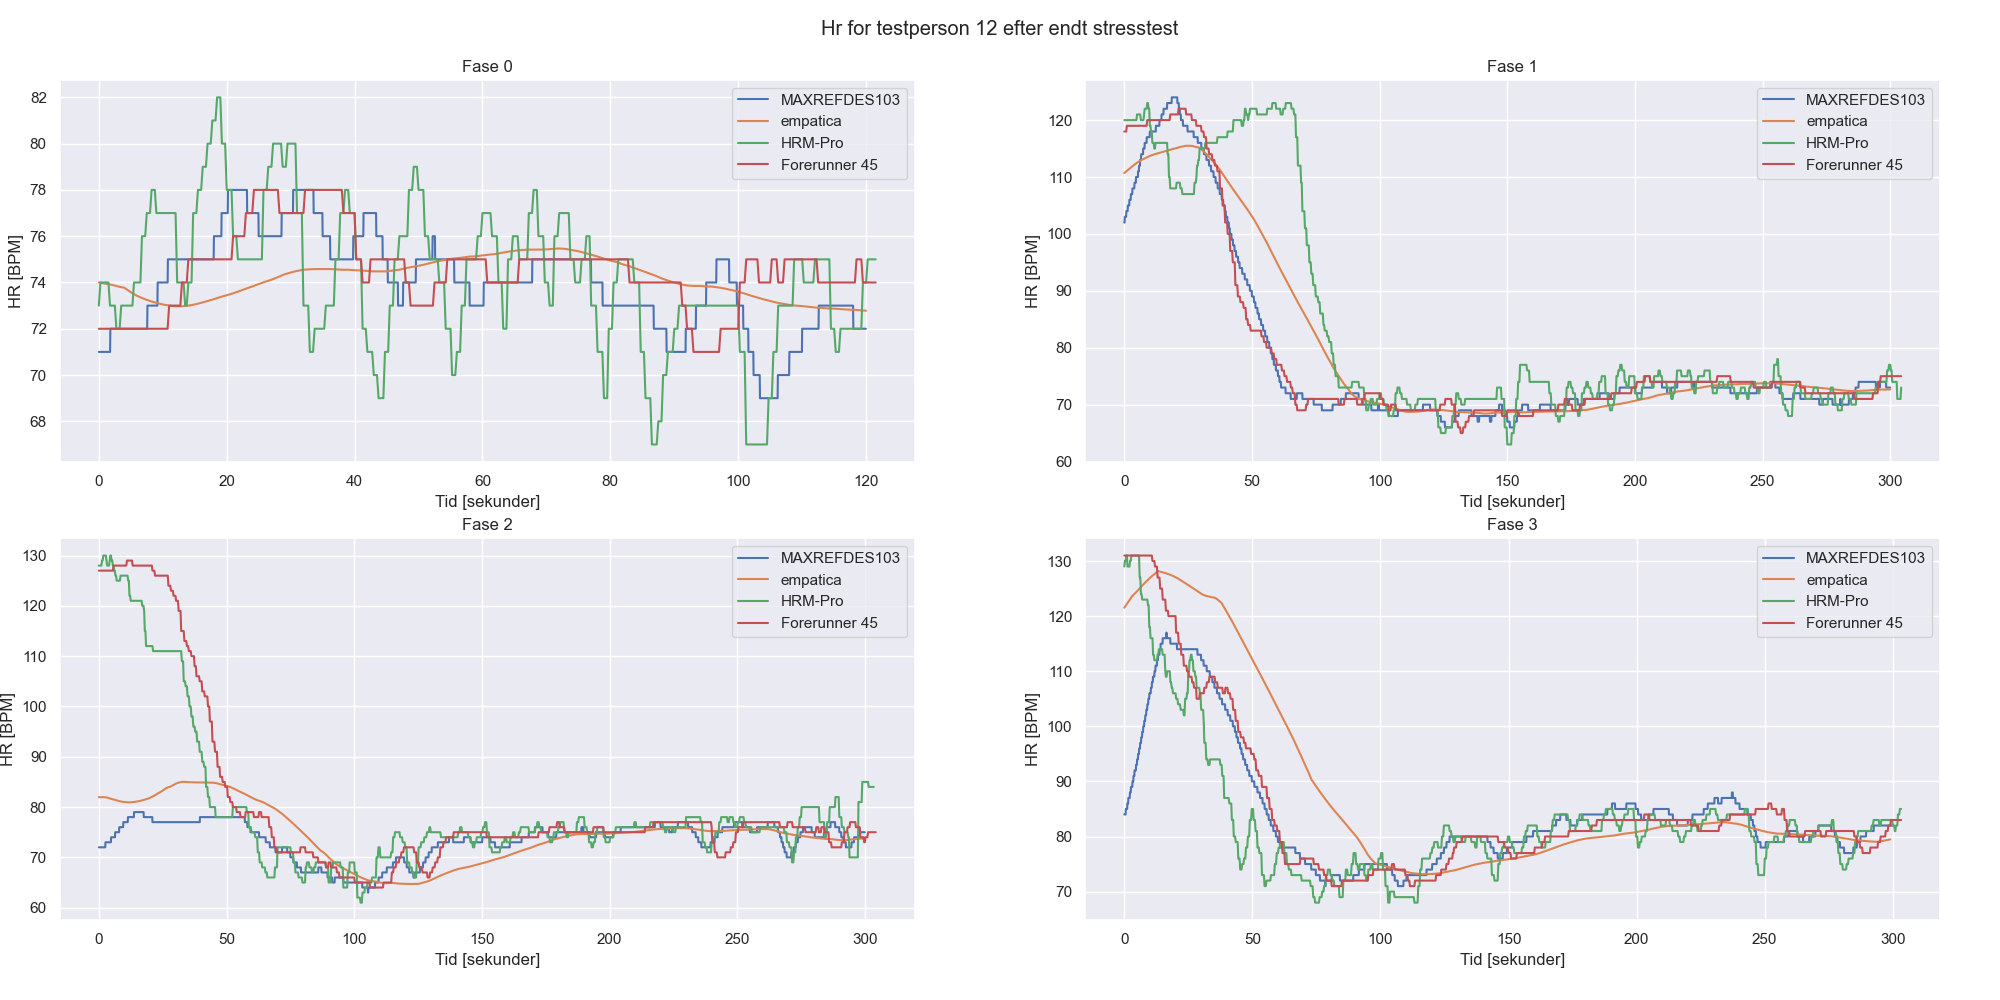 Hr for testperson 12 efter endt stresstest
Fase 0
82
80
78
76
74
72
70
68
HR [BPM]
MAXREFDES103
empatica
HRM-Pro
Forerunner 45
0 20 40 60 80 100 120
Tid [sekunder]
Fase 1
120
110
100
90
80
70
60
HR [BPM]
MAXREFDES103
empatica
HRM-Pro
Forerunner 45
0 50 100 150 200 250 300
Tid [sekunder]
Fase 2
130
120
110
100
90
80
70
60
HR [BPM]
MAXREFDES103
empatica
HRM-Pro
Forerunner 45
0 50 100 150 200 250 300
Tid [sekunder]
Fase 3
130
120
110
100
90
80
70
HR [BPM]
MAXREFDES103
empatica
HRM-Pro
Forerunner 45
0 50 100 150 200 250 300
Tid [sekunder]